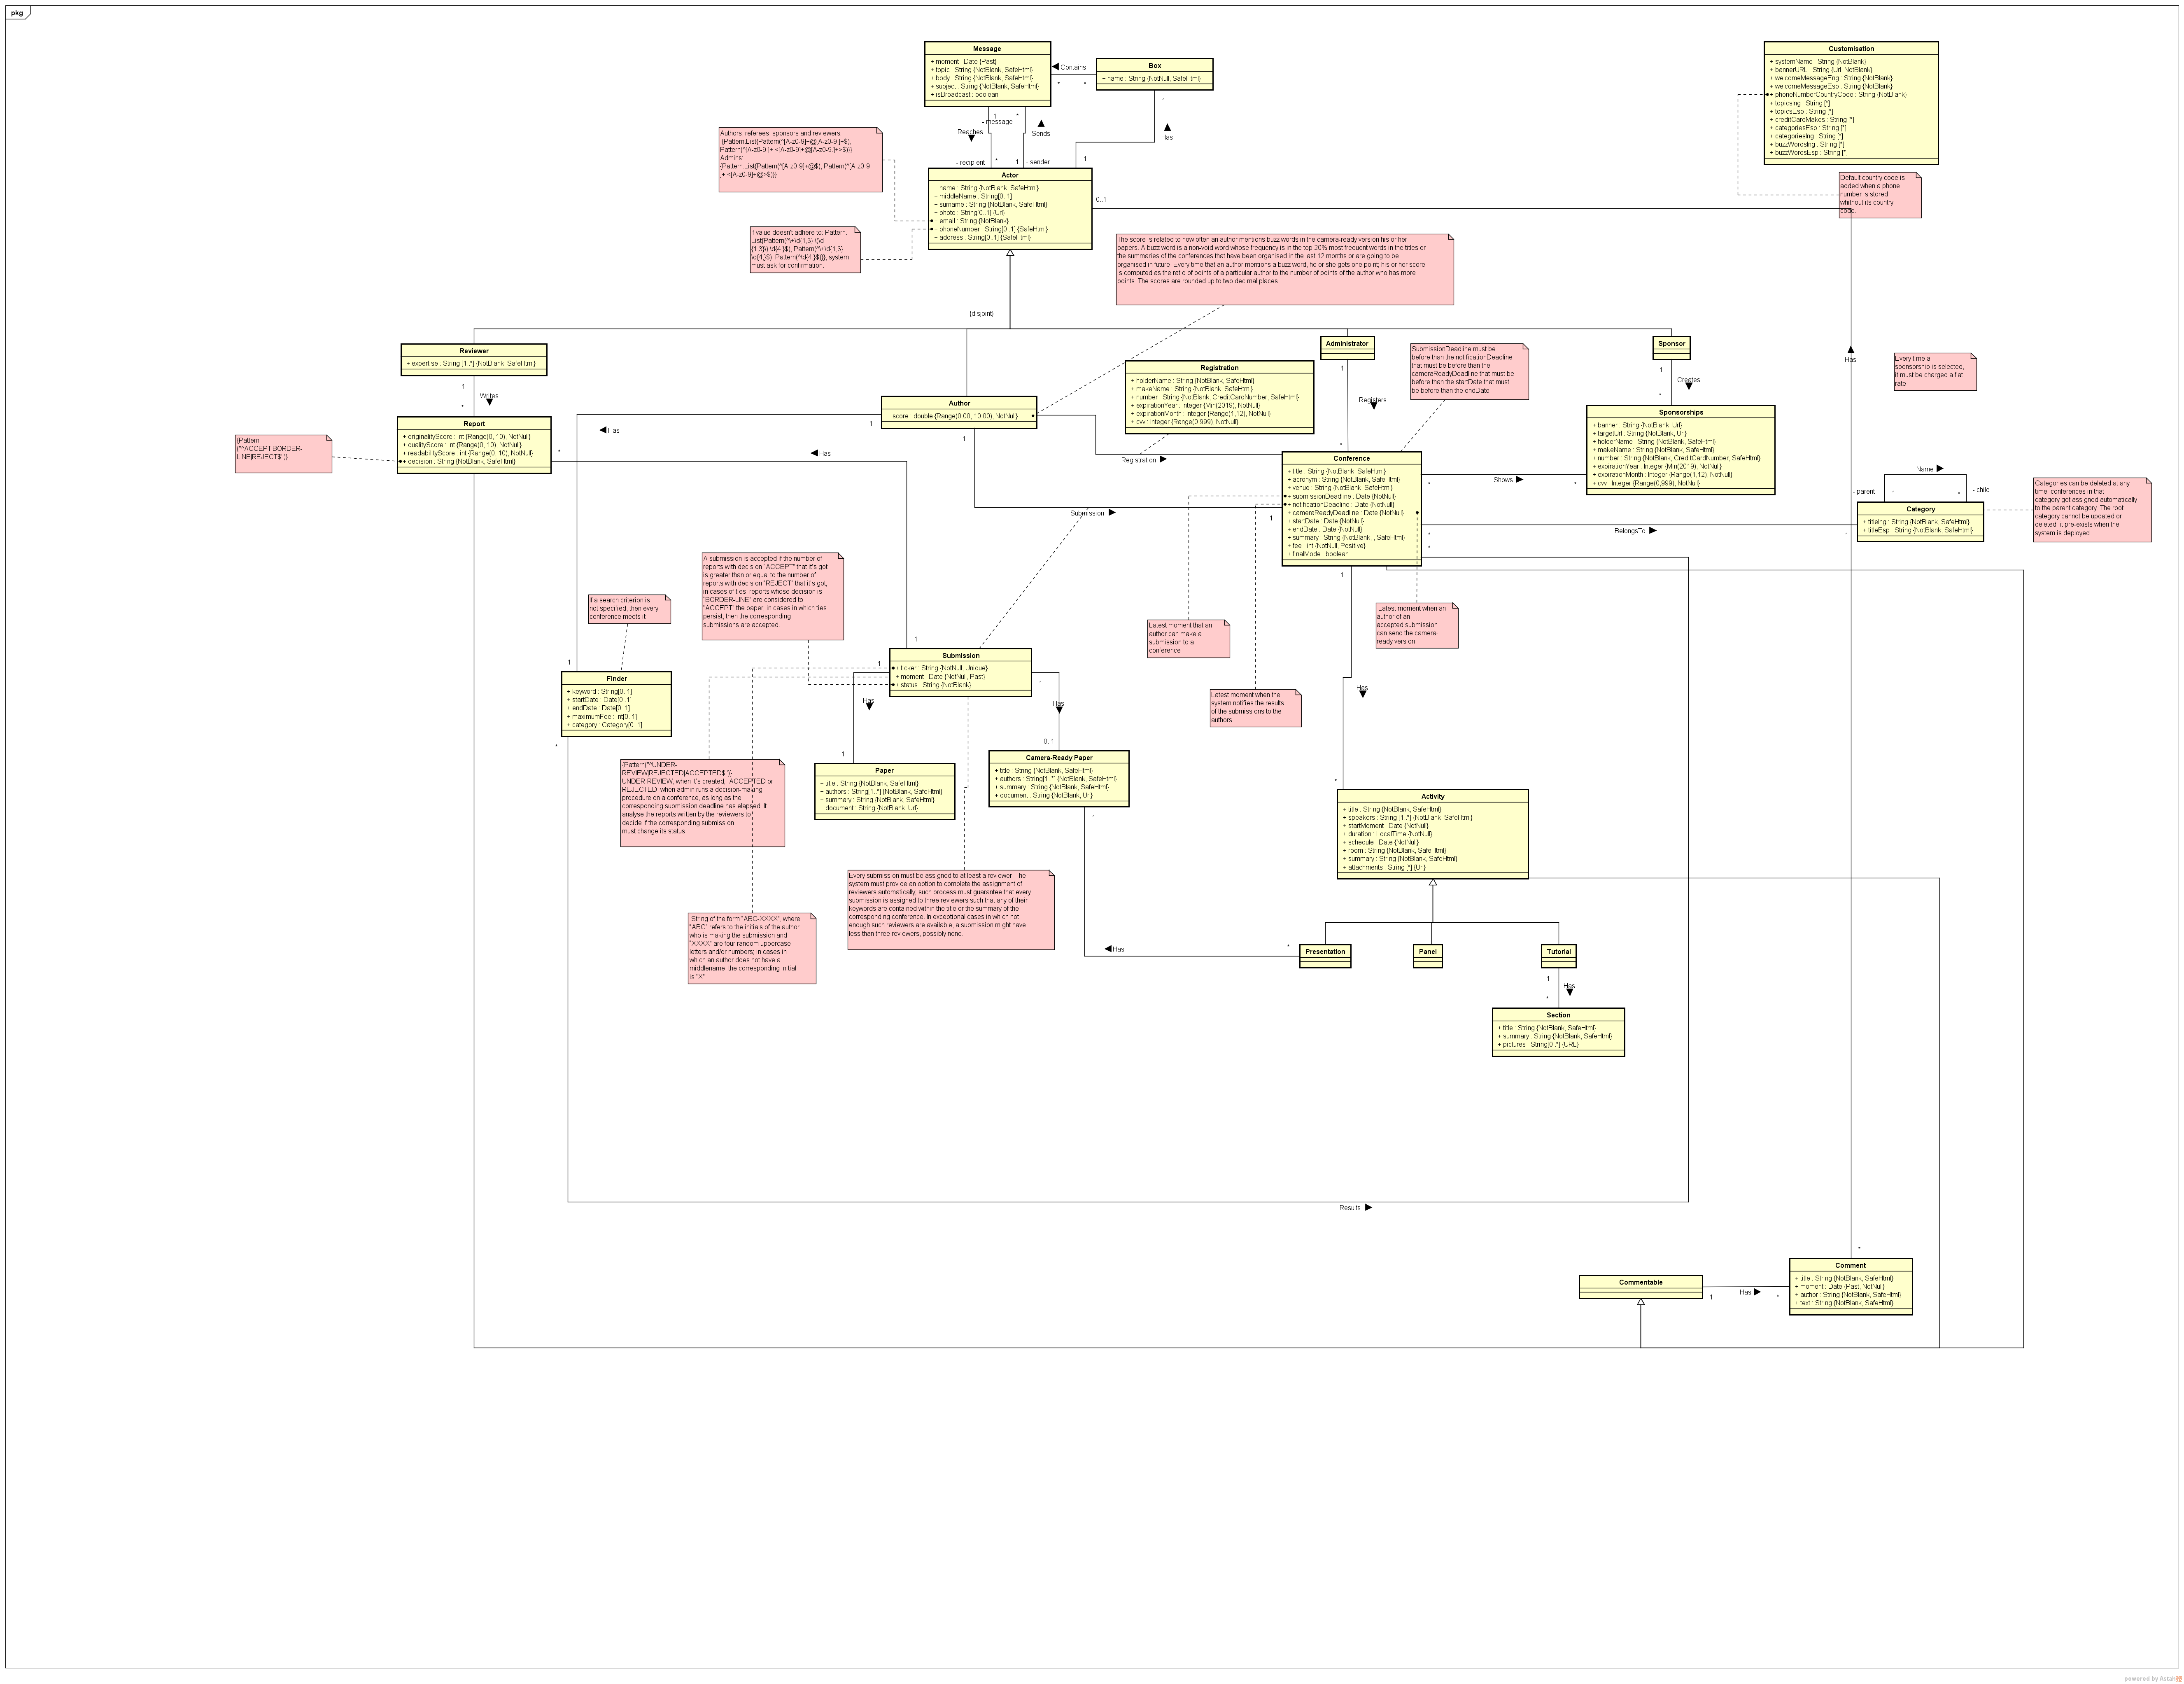 pkg
Message
+ moment : Date {Past}
+ topic : String {NotBlank, SafeHtml}
+ body : String {NotBlank, SafeHtml}
+ subject : String {NotBlank, SafeHtml}
+ isBroadcast : boolean
Contains
*
*
Box
+ name : String {NotNull, SafeHtml}
Customisation
+ systemName : String {NotBlank}
+ bannerURL : String {Url, NotBlank}
+ welcomeMessageEng : String {NotBlank}
+ welcomeMessageEsp : String {NotBlank}
+ phoneNumberCountryCode : String {NotBlank}
+ topicsIng : String [*]
+ topicsEsp : String [*]
+ creditCardMakes : String [*]
+ categoriesEsp : String [*]
+ categoriesIng : String [*]
+ buzzWordsIng : String [*]
+ buzzWordsEsp : String [*]
Default country code is
added when a phone
number is stored
whithout its country
code.
1
- message
*
1
Reaches
Sends
Has
- recipient
*
1
- sender
1
Authors, referees, sponsors and reviewers:
{Pattern.List{Pattern(^[A-z0-9]+@[A-z0-9.]+$),
Pattern(^[A-z0-9 ]+ <[A-z0-9]+@[A-z0-9.]+>$)}}
Admins:
{Pattern.List{Pattern(^[A-z0-9]+@$), Pattern(^[A-z0-9
]+ <[A-z0-9]+@>$)}}
Actor
+ name : String {NotBlank, SafeHtml}
+ middleName : String[0..1]
+ surname : String {NotBlank, SafeHtml}
+ photo : String[0..1] {Url}
+ email : String {NotBlank}
+ phoneNumber : String[0..1] {SafeHtml}
+ address : String[0..1] {SafeHtml}
0..1
If value doesn't adhere to: Pattern.
List{Pattern(^\+\d{1,3} \(\d
{1,3}\) \d{4,}$), Pattern(^\+\d{1,3}
\d{4,}$), Pattern(^\d{4,}$)}}, system
must ask for confirmation.
The score is related to how often an author mentions buzz words in the camera-ready version his or her
papers. A buzz word is a non-void word whose frequency is in the top 20% most frequent words in the titles or
the summaries of the conferences that have been organised in the last 12 months or are going to be
organised in future. Every time that an author mentions a buzz word, he or she gets one point; his or her score
is computed as the ratio of points of a particular author to the number of points of the author who has more
points. The scores are rounded up to two decimal places.
{disjoint}
Reviewer
+ expertise : String [1..*] {NotBlank, SafeHtml}
1
Writes
*
Report
+ originalityScore : int {Range(0, 10), NotNull}
+ qualityScore : int {Range(0, 10), NotNull}
+ readabilityScore : int {Range(0, 10), NotNull}
+ decision : String {NotBlank, SafeHtml}
{Pattern
("^ACCEPT|BORDER-
LINE|REJECT$")}
*
Author
+ score : double {Range(0.00, 10.00), NotNull}
1
1
Has
Has
Registration
+ holderName : String {NotBlank, SafeHtml}
+ makeName : String {NotBlank, SafeHtml}
+ number : String {NotBlank, CreditCardNumber, SafeHtml}
+ expirationYear : Integer {Min(2019), NotNull}
+ expirationMonth : Integer {Range(1,12), NotNull}
+ cvv : Integer {Range(0,999), NotNull}
Registration
Administrator
1
Registers
*
SubmissionDeadline must be
before than the notificationDeadline
that must be before than the
cameraReadyDeadline that must be
before than the startDate that must
be before than the endDate
Sponsor
1
Creates
*
Has
Every time a
sponsorship is selected,
it must be charged a flat
rate
Sponsorships
+ banner : String {NotBlank, Url}
+ targetUrl : String {NotBlank, Url}
+ holderName : String {NotBlank, SafeHtml}
+ makeName : String {NotBlank, SafeHtml}
+ number : String {NotBlank, CreditCardNumber, SafeHtml}
+ expirationYear : Integer {Min(2019), NotNull}
+ expirationMonth : Integer {Range(1,12), NotNull}
+ cvv : Integer {Range(0,999), NotNull}
Conference
+ title : String {NotBlank, SafeHtml}
+ acronym : String {NotBlank, SafeHtml}
+ venue : String {NotBlank, SafeHtml}
+ submissionDeadline : Date {NotNull}
+ notificationDeadline : Date {NotNull}
+ cameraReadyDeadline : Date {NotNull}
+ startDate : Date {NotNull}
+ endDate : Date {NotNull}
+ summary : String {NotBlank, , SafeHtml}
+ fee : int {NotNull, Positive}
+ finalMode : boolean
*
Shows
*
Submission
1
Name
- parent
1
*
- child
Category
+ titleIng : String {NotBlank, SafeHtml}
+ titleEsp : String {NotBlank, SafeHtml}
Categories can be deleted at any
time; conferences in that
category get assigned automatically
to the parent category. The root
category cannot be updated or
deleted; it pre-exists when the
system is deployed.
*
BelongsTo
1
*
1
A submission is accepted if the number of
reports with decision "ACCEPT" that it's got
is greater than or equal to the number of
reports with decision "REJECT" that it's got;
in cases of ties, reports whose decision is
"BORDER-LINE" are considered to
"ACCEPT" the paper; in cases in which ties
persist, then the corresponding
submissions are accepted.
If a search criterion is
not specified, then every
conference meets it
Latest moment that an
author can make a
submission to a
conference
Latest moment when an
author of an
accepted submission
can send the camera-
ready version
Latest moment when the
system notifies the results
of the submissions to the
authors
1
1
Finder
+ keyword : String[0..1]
+ startDate : Date[0..1]
+ endDate : Date[0..1]
+ maximumFee : int[0..1]
+ category : Category[0..1]
*
1
Submission
+ ticker : String {NotNull, Unique}
+ moment : Date {NotNull, Past}
+ status : String {NotBlank}
1
Has
Has
Has
1
0..1
{Pattern("^UNDER-
REVIEW|REJECTED|ACCEPTED$")}
UNDER-REVIEW, when it's created; ACCEPTED or
REJECTED, when admin runs a decision-making
procedure on a conference, as long as the
corresponding submission deadline has elapsed. It
analyse the reports written by the reviewers to
decide if the corresponding submission
must change its status.
Paper
+ title : String {NotBlank, SafeHtml}
+ authors : String[1..*] {NotBlank, SafeHtml}
+ summary : String {NotBlank, SafeHtml}
+ document : String {NotBlank, Url}
Camera-Ready Paper
+ title : String {NotBlank, SafeHtml}
+ authors : String[1..*] {NotBlank, SafeHtml}
+ summary : String {NotBlank, SafeHtml}
+ document : String {NotBlank, Url}
1
*
Activity
+ title : String {NotBlank, SafeHtml}
+ speakers : String [1..*] {NotBlank, SafeHtml}
+ startMoment : Date {NotNull}
+ duration : LocalTime {NotNull}
+ schedule : Date {NotNull}
+ room : String {NotBlank, SafeHtml}
+ summary : String {NotBlank, SafeHtml}
+ attachments : String [*] {Url}
Every submission must be assigned to at least a reviewer. The
system must provide an option to complete the assignment of
reviewers automatically; such process must guarantee that every
submission is assigned to three reviewers such that any of their
keywords are contained within the title or the summary of the
corresponding conference. In exceptional cases in which not
enough such reviewers are available, a submission might have
less than three reviewers, possibly none.
String of the form "ABC-XXXX", where
"ABC" refers to the initials of the author
who is making the submission and
"XXXX" are four random uppercase
letters and/or numbers; in cases in
which an author does not have a
middlename, the corresponding initial
is "X"
Has
*
Presentation
Panel
Tutorial
1
Has
*
Section
+ title : String {NotBlank, SafeHtml}
+ summary : String {NotBlank, SafeHtml}
+ pictures : String[0..*] {URL}
Results
*
Commentable
1
Has
*
Comment
+ title : String {NotBlank, SafeHtml}
+ moment : Date {Past, NotNull}
+ author : String {NotBlank, SafeHtml}
+ text : String {NotBlank, SafeHtml}
powered by Astah